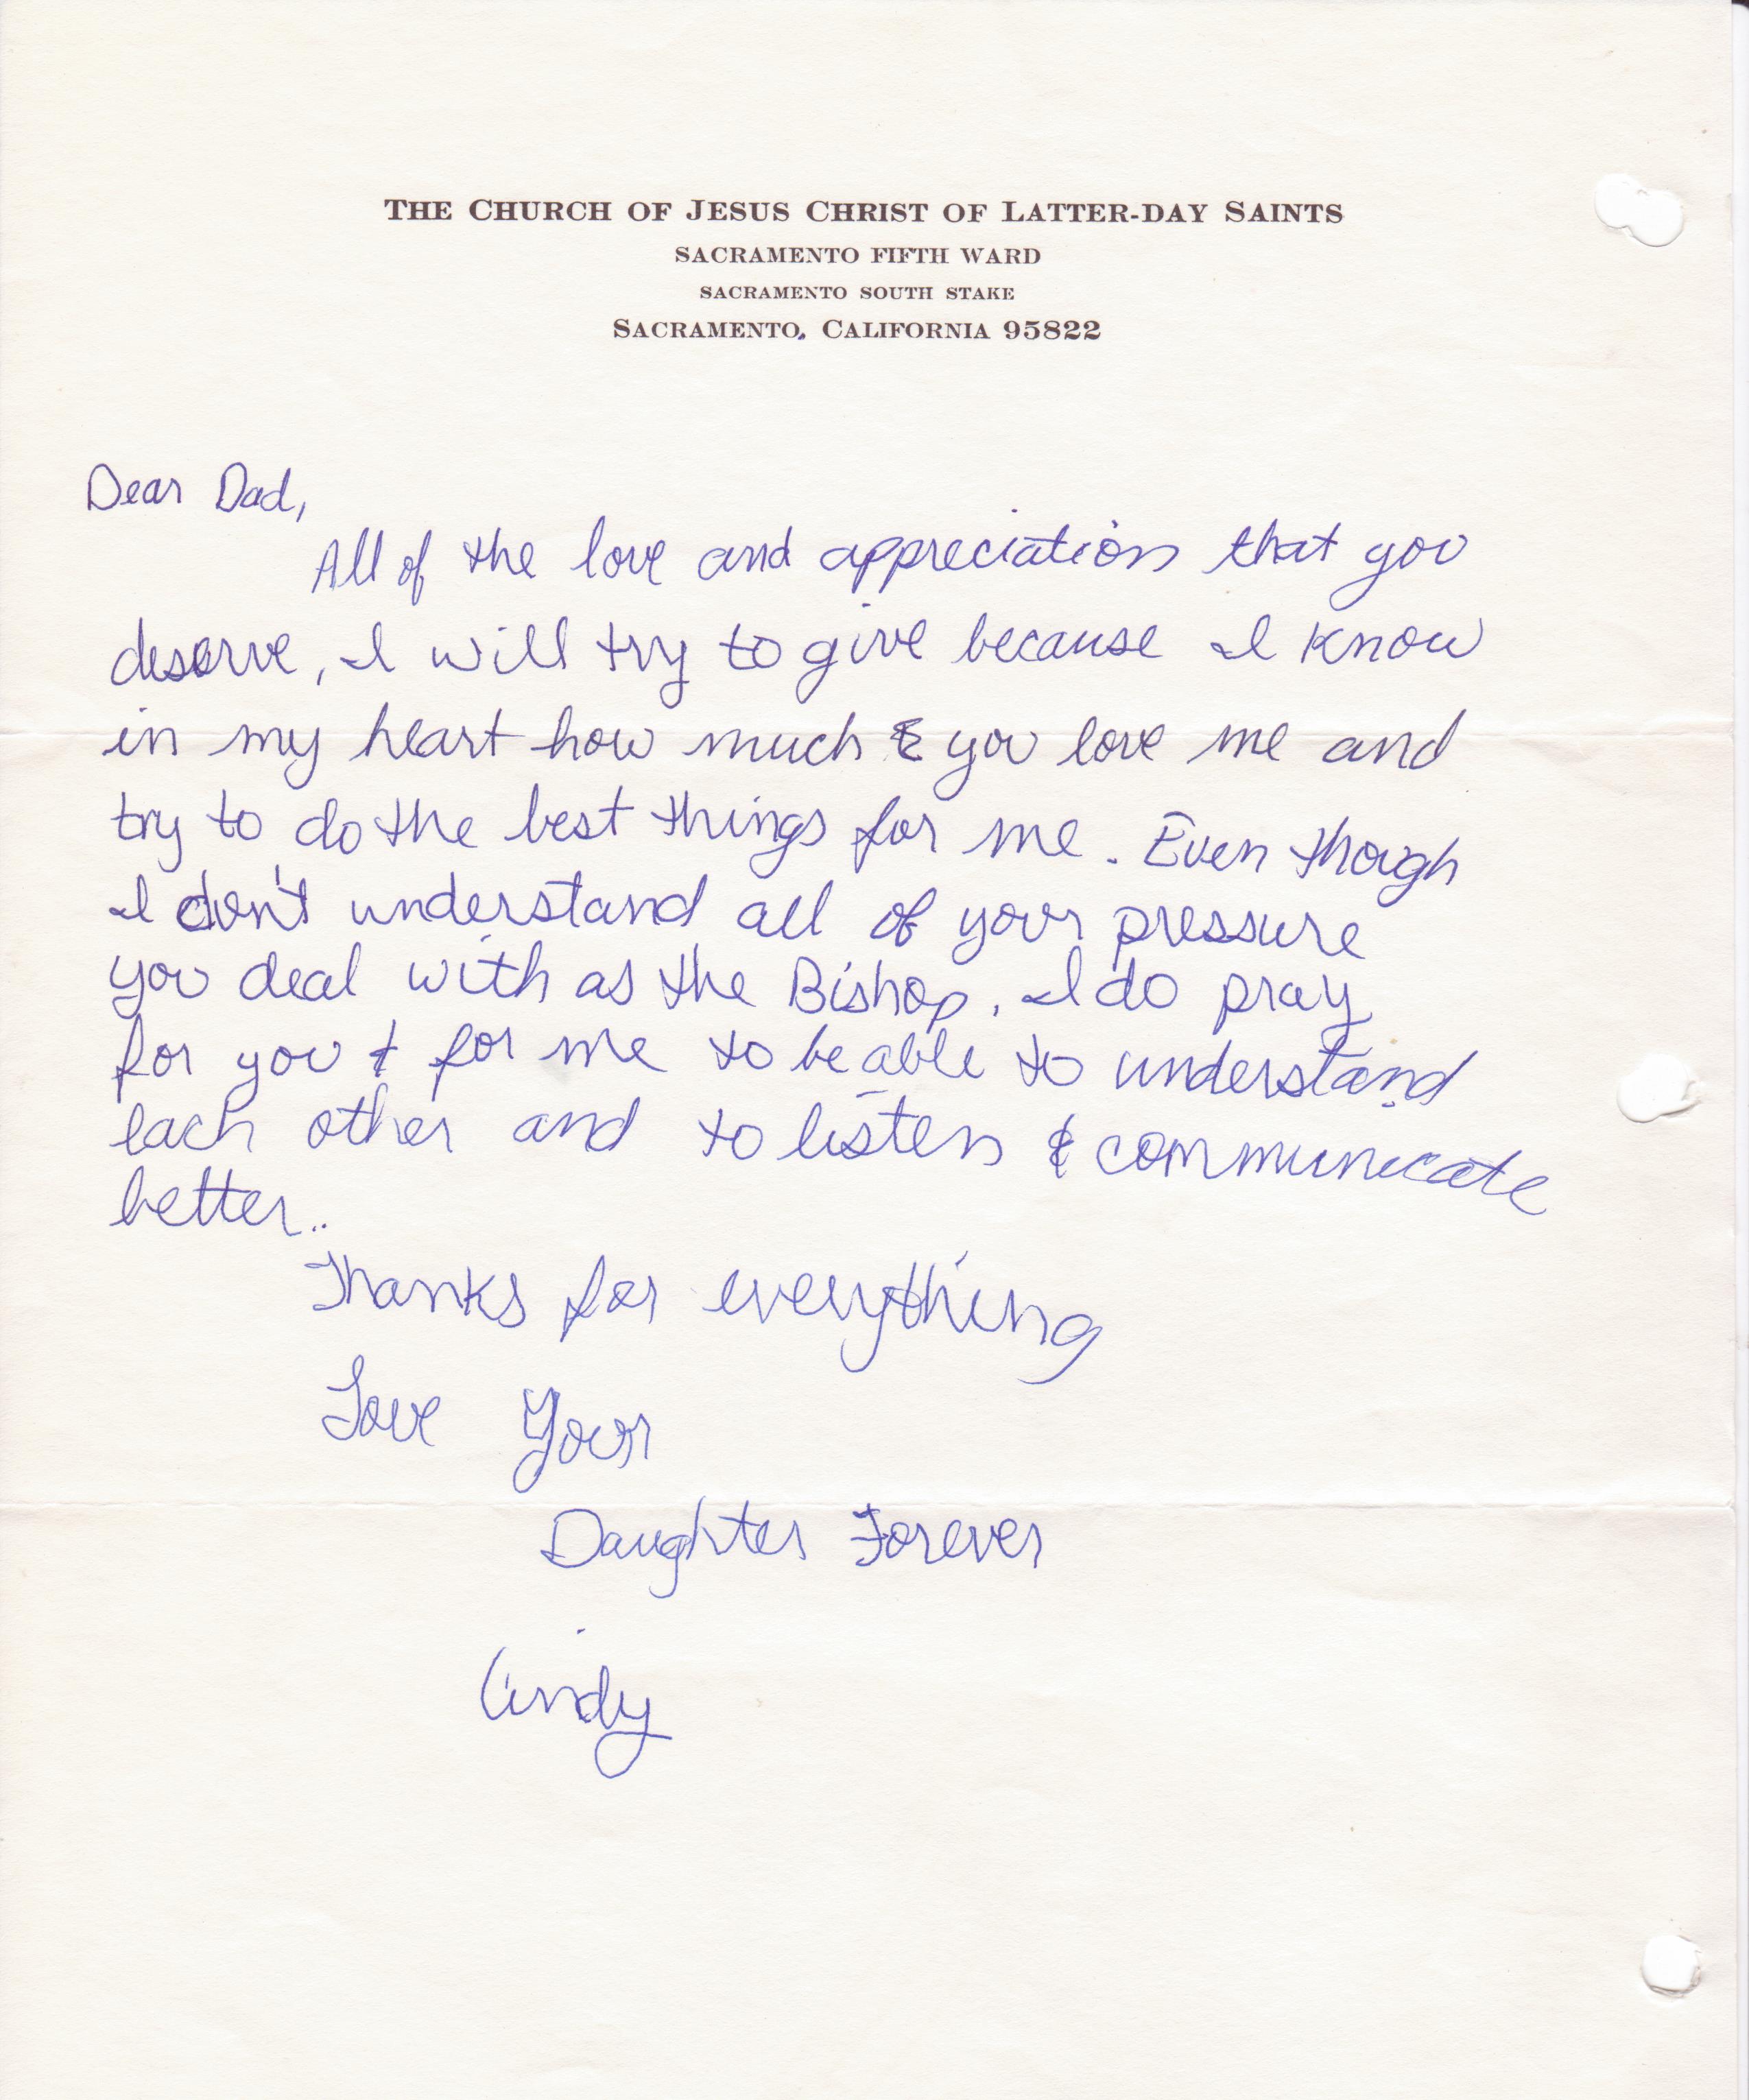 THE CHURCH OF JESUS CHRIST OF LATTER-DAY SAINTS
SACRAMENTO FIFTH WARD
SACRAMENTO SOUTH STAKE
SACRAMENTO, CALIFORNIA 95822
Dear Dad,
All of the love and appreciation that you
deserve, I will try to give because I know
in my heart how much you love me and
try to do the best things for me. Even though
I don't understand all of your pressure
you deal with as the Bishop, I do pray
for you & for me to be able to understand
each other and to listen & communicate
better..
Thanks for everything
Love Your
Daughter Forever
Cindy